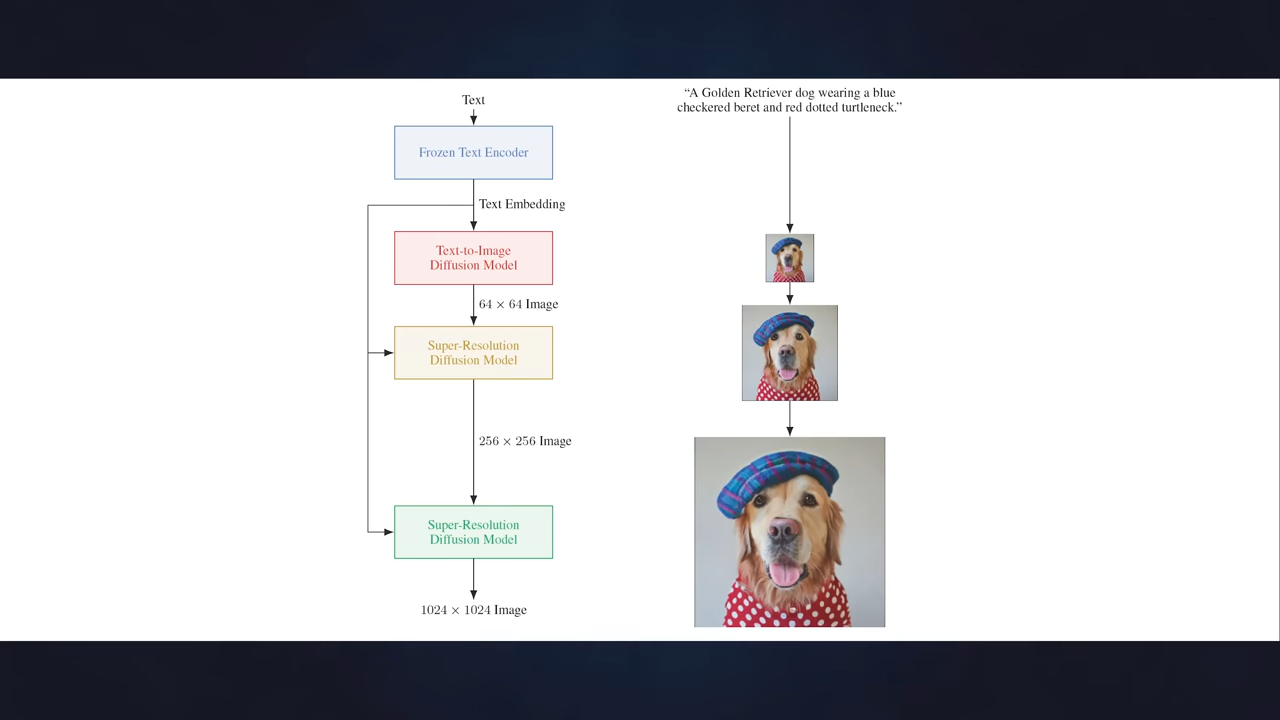 Text
Frozen Text Encoder
Text Embedding
Text-to-Image
Diffusion Model
64 × 64 Image
Super-Resolution
Diffusion Model
256 × 256 Image
Super-Resolution
Diffusion Model
1024 × 1024 Image
“A Golden Retriever dog wearing a blue
checkered beret and red dotted turtleneck.”